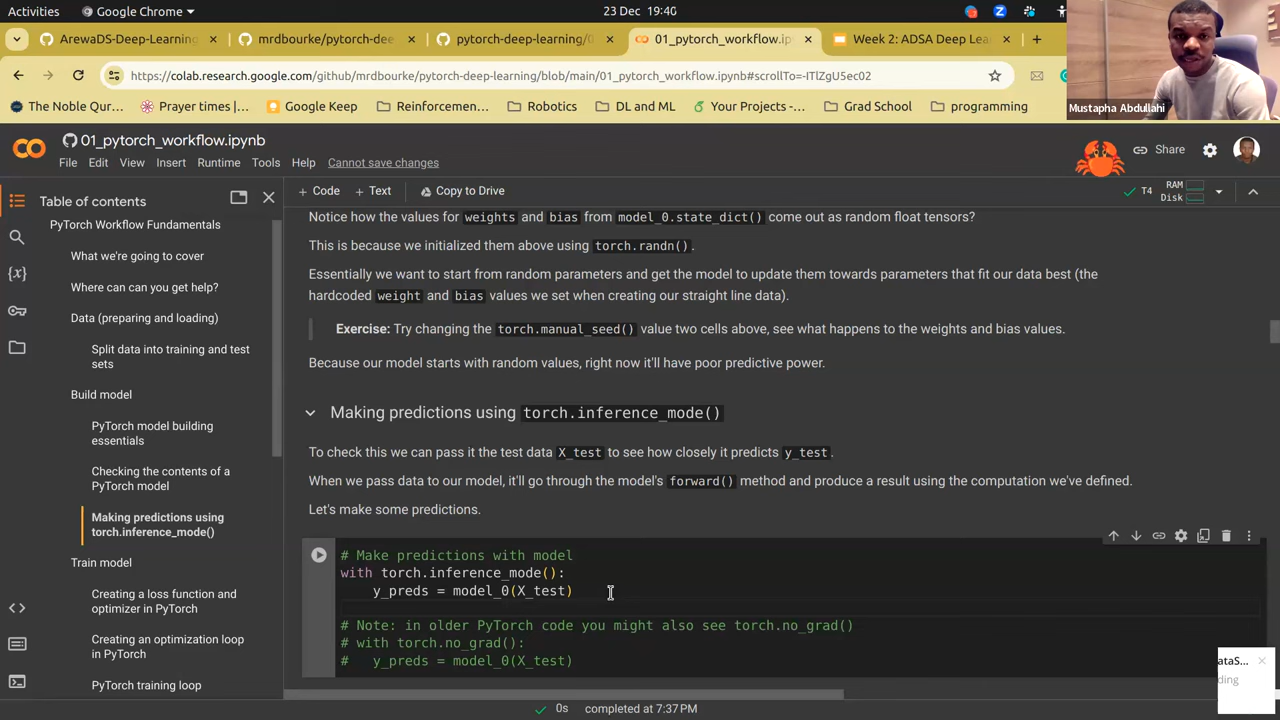 Activities
Google Chrome
23 Dec 19:40
ArewaDS-Deep-Learning
mrdbourke/pytorch-dee
pytorch-deep-learning/0
01_pytorch_workflow.ipyn
Week 2: ADSA Deep Lea
https://colab.research.google.com/github/mrdbourke/pytorch-deep-learning/blob/main/01_pytorch_workflow.ipynb#scrollTo=-ITlZgU5ec02
Mustapha Abdullahi
The Noble Qur...
Prayer times |...
Google Keep
Reinforcemen...
Robotics
DL and ML
Your Projects -...
Grad School
programming
01_pytorch_workflow.ipynb
File Edit View Insert Runtime Tools Help Cannot save changes
Share
+ Code + Text Copy to Drive
T4 RAM
Disk
Table of contents
PyTorch Workflow Fundamentals
What we're going to cover
Where can can you get help?
Data (preparing and loading)
Split data into training and test
sets
Build model
PyTorch model building
essentials
Checking the contents of a
PyTorch model
Making predictions using
torch.inference_mode()
Train model
Creating a loss function and
optimizer in PyTorch
Creating an optimization loop
in PyTorch
PyTorch training loop
Notice how the values for weights and bias from model_0.state_dict() come out as random float tensors?
This is because we initialized them above using torch.randn().
Essentially we want to start from random parameters and get the model to update them towards parameters that fit our data best (the
hardcoded weight and bias values we set when creating our straight line data).
Exercise: Try changing the torch.manual_seed() value two cells above, see what happens to the weights and bias values.
Because our model starts with random values, right now it'll have poor predictive power.
Making predictions using torch.inference_mode()
To check this we can pass it the test data X_test to see how closely it predicts y_test.
When we pass data to our model, it'll go through the model's forward() method and produce a result using the computation we've defined.
Let's make some predictions.
# Make predictions with model
with torch.inference_mode():
y_preds = model_0(X_test)
# Note: in older PyTorch code you might also see torch.no_grad()
# with torch.no_grad():
#   y_preds = model_0(X_test)
ataS...
ding
0s completed at 7:37 PM